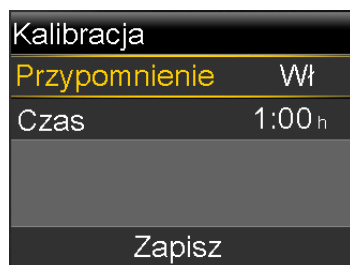 Kalibracja
Przypomnienie Wł
Czas 1:00 h
Zapisz